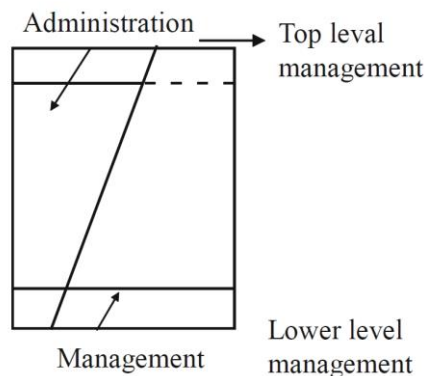 Administration
Top leval
management
Lower level
Management
management